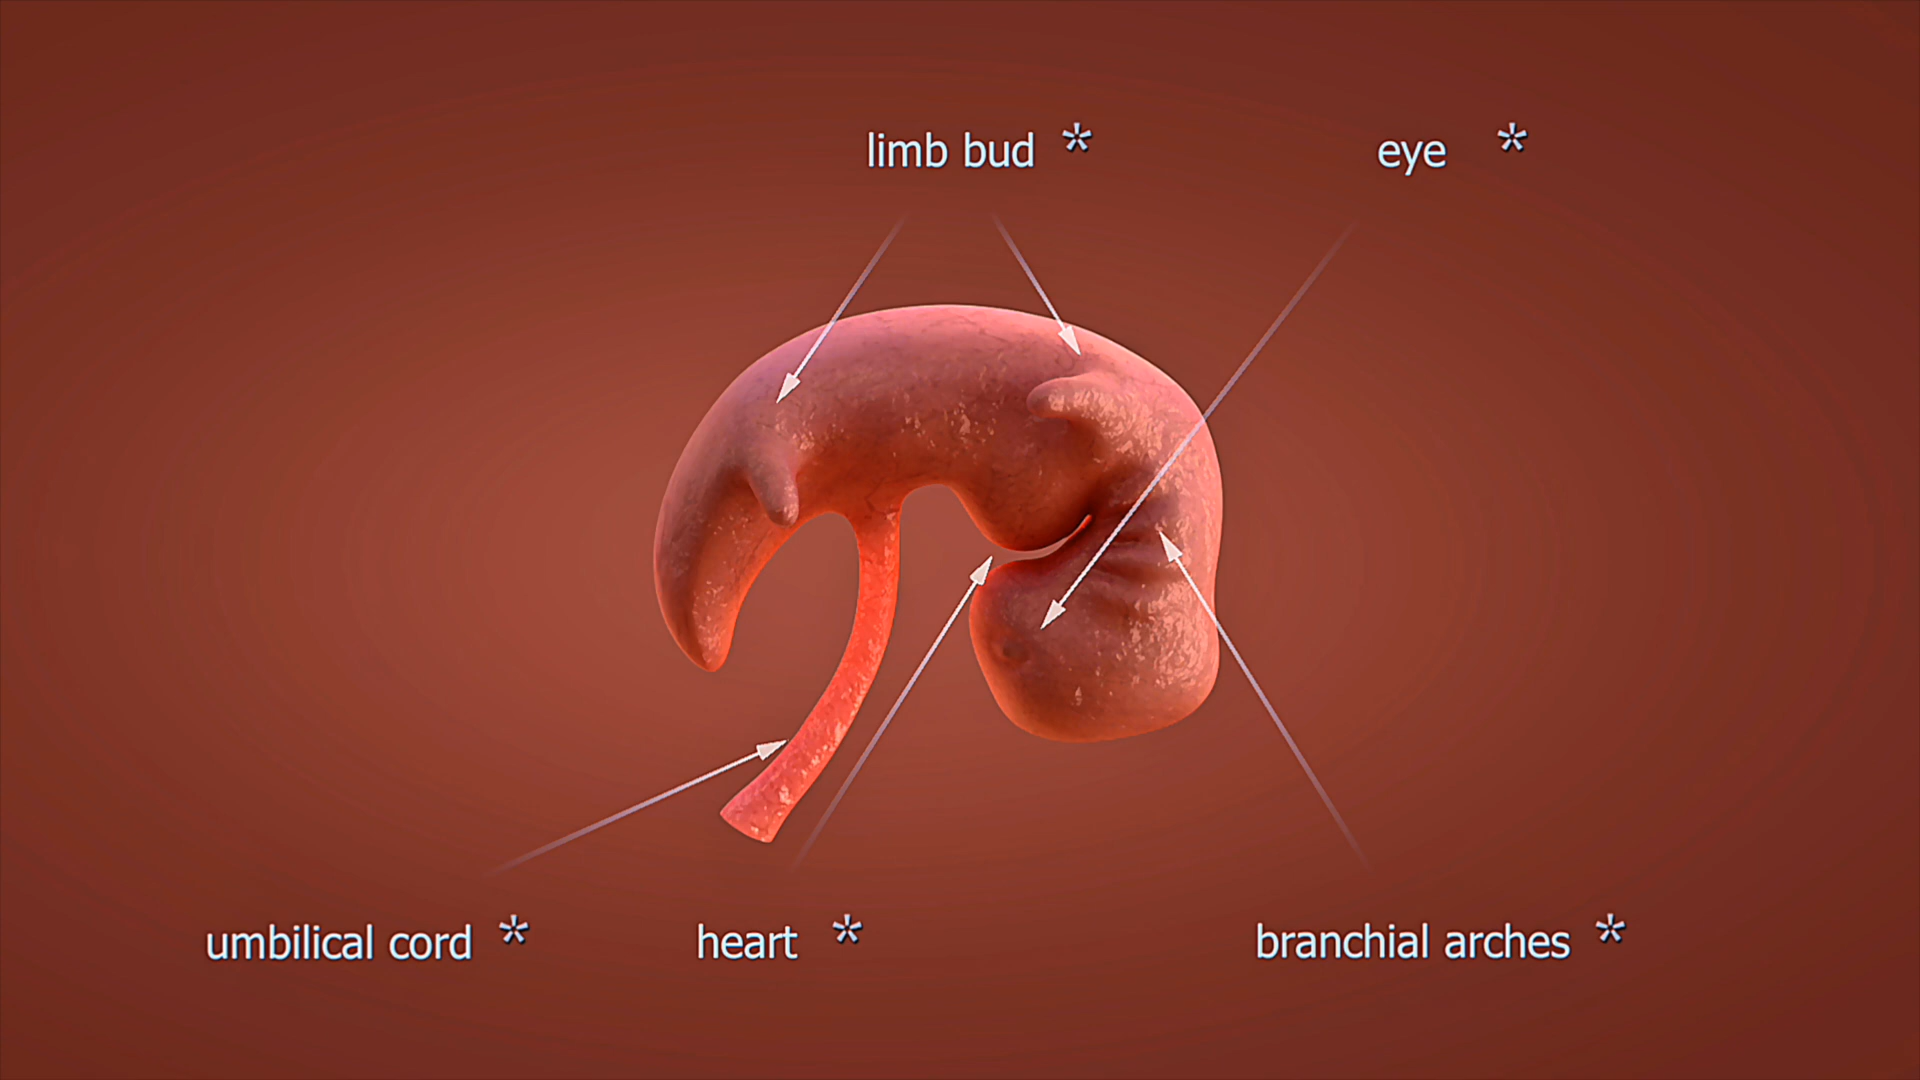 limb bud *
eye *
umbilical cord *
heart *
branchial arches *